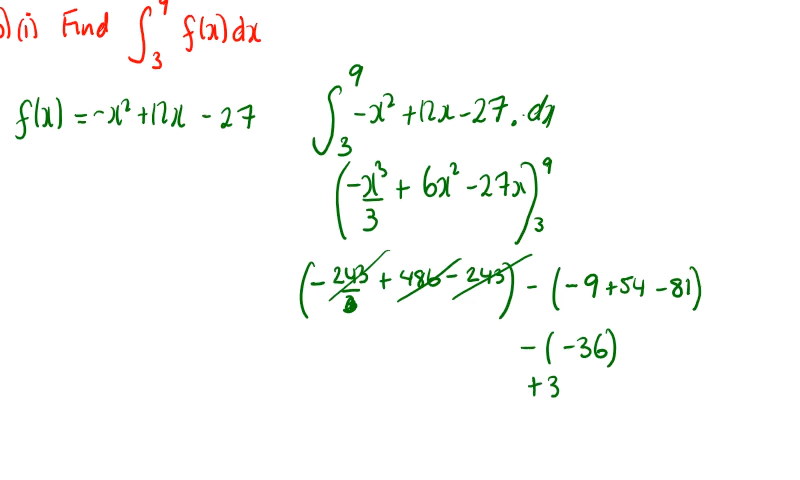 )(i) Find ∫₃⁹ f(x) dx
f(x) = -x² + 12x - 27
∫₃⁹ -x² + 12x - 27 . dx
(-x³/3 + 6x² - 27x)₃⁹
(- 243 + 486 - 243) - (-9 + 54 - 81)
- (-36)
+3